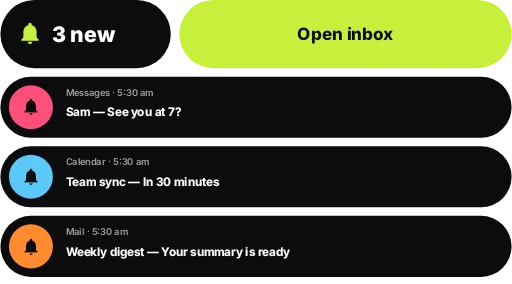 3 new
Open inbox
Messages · 5:30 am
Sam — See you at 7?
Calendar · 5:30 am
Team sync — In 30 minutes
Mail · 5:30 am
Weekly digest — Your summary is ready